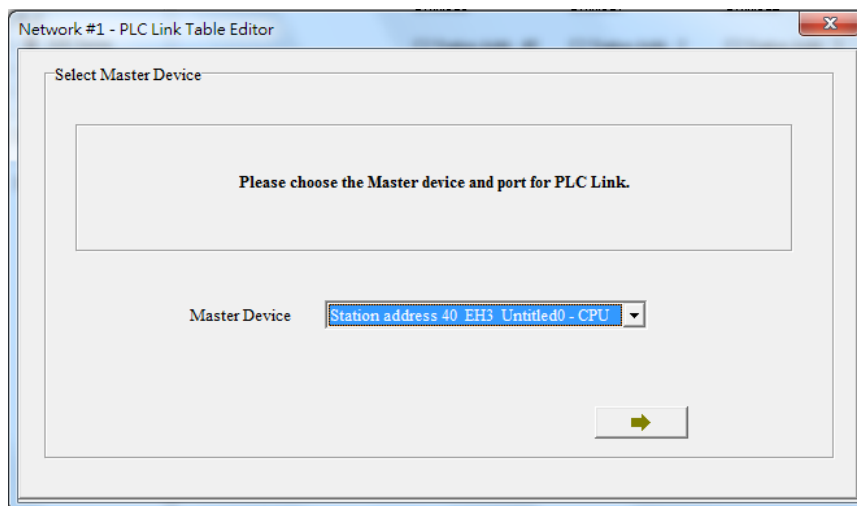 Network #1 - PLC Link Table Editor
Select Master Device
Please choose the Master device and port for PLC Link.
Master Device
Station address 40 EH3 Untitled0 - CPU